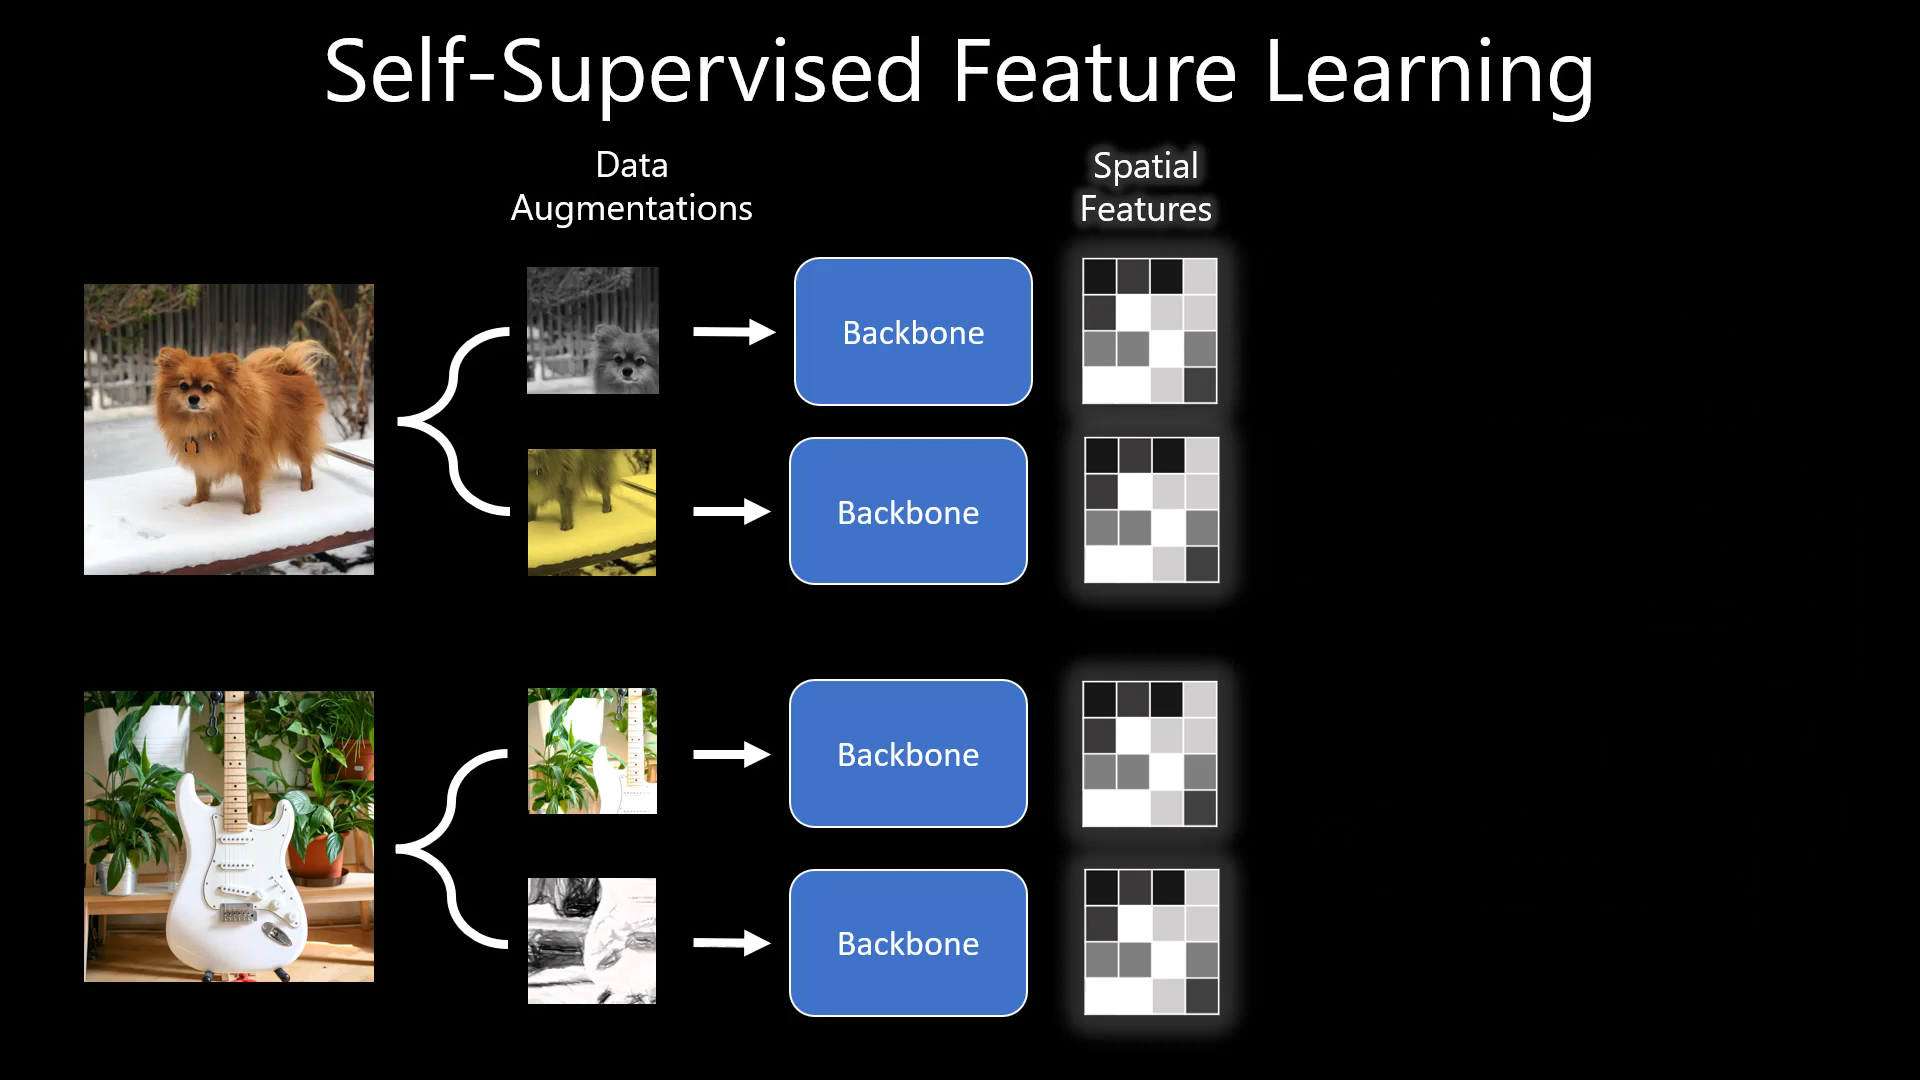 Self-Supervised Feature Learning
Data
Augmentations
Spatial
Features
Backbone
Backbone
Backbone
Backbone